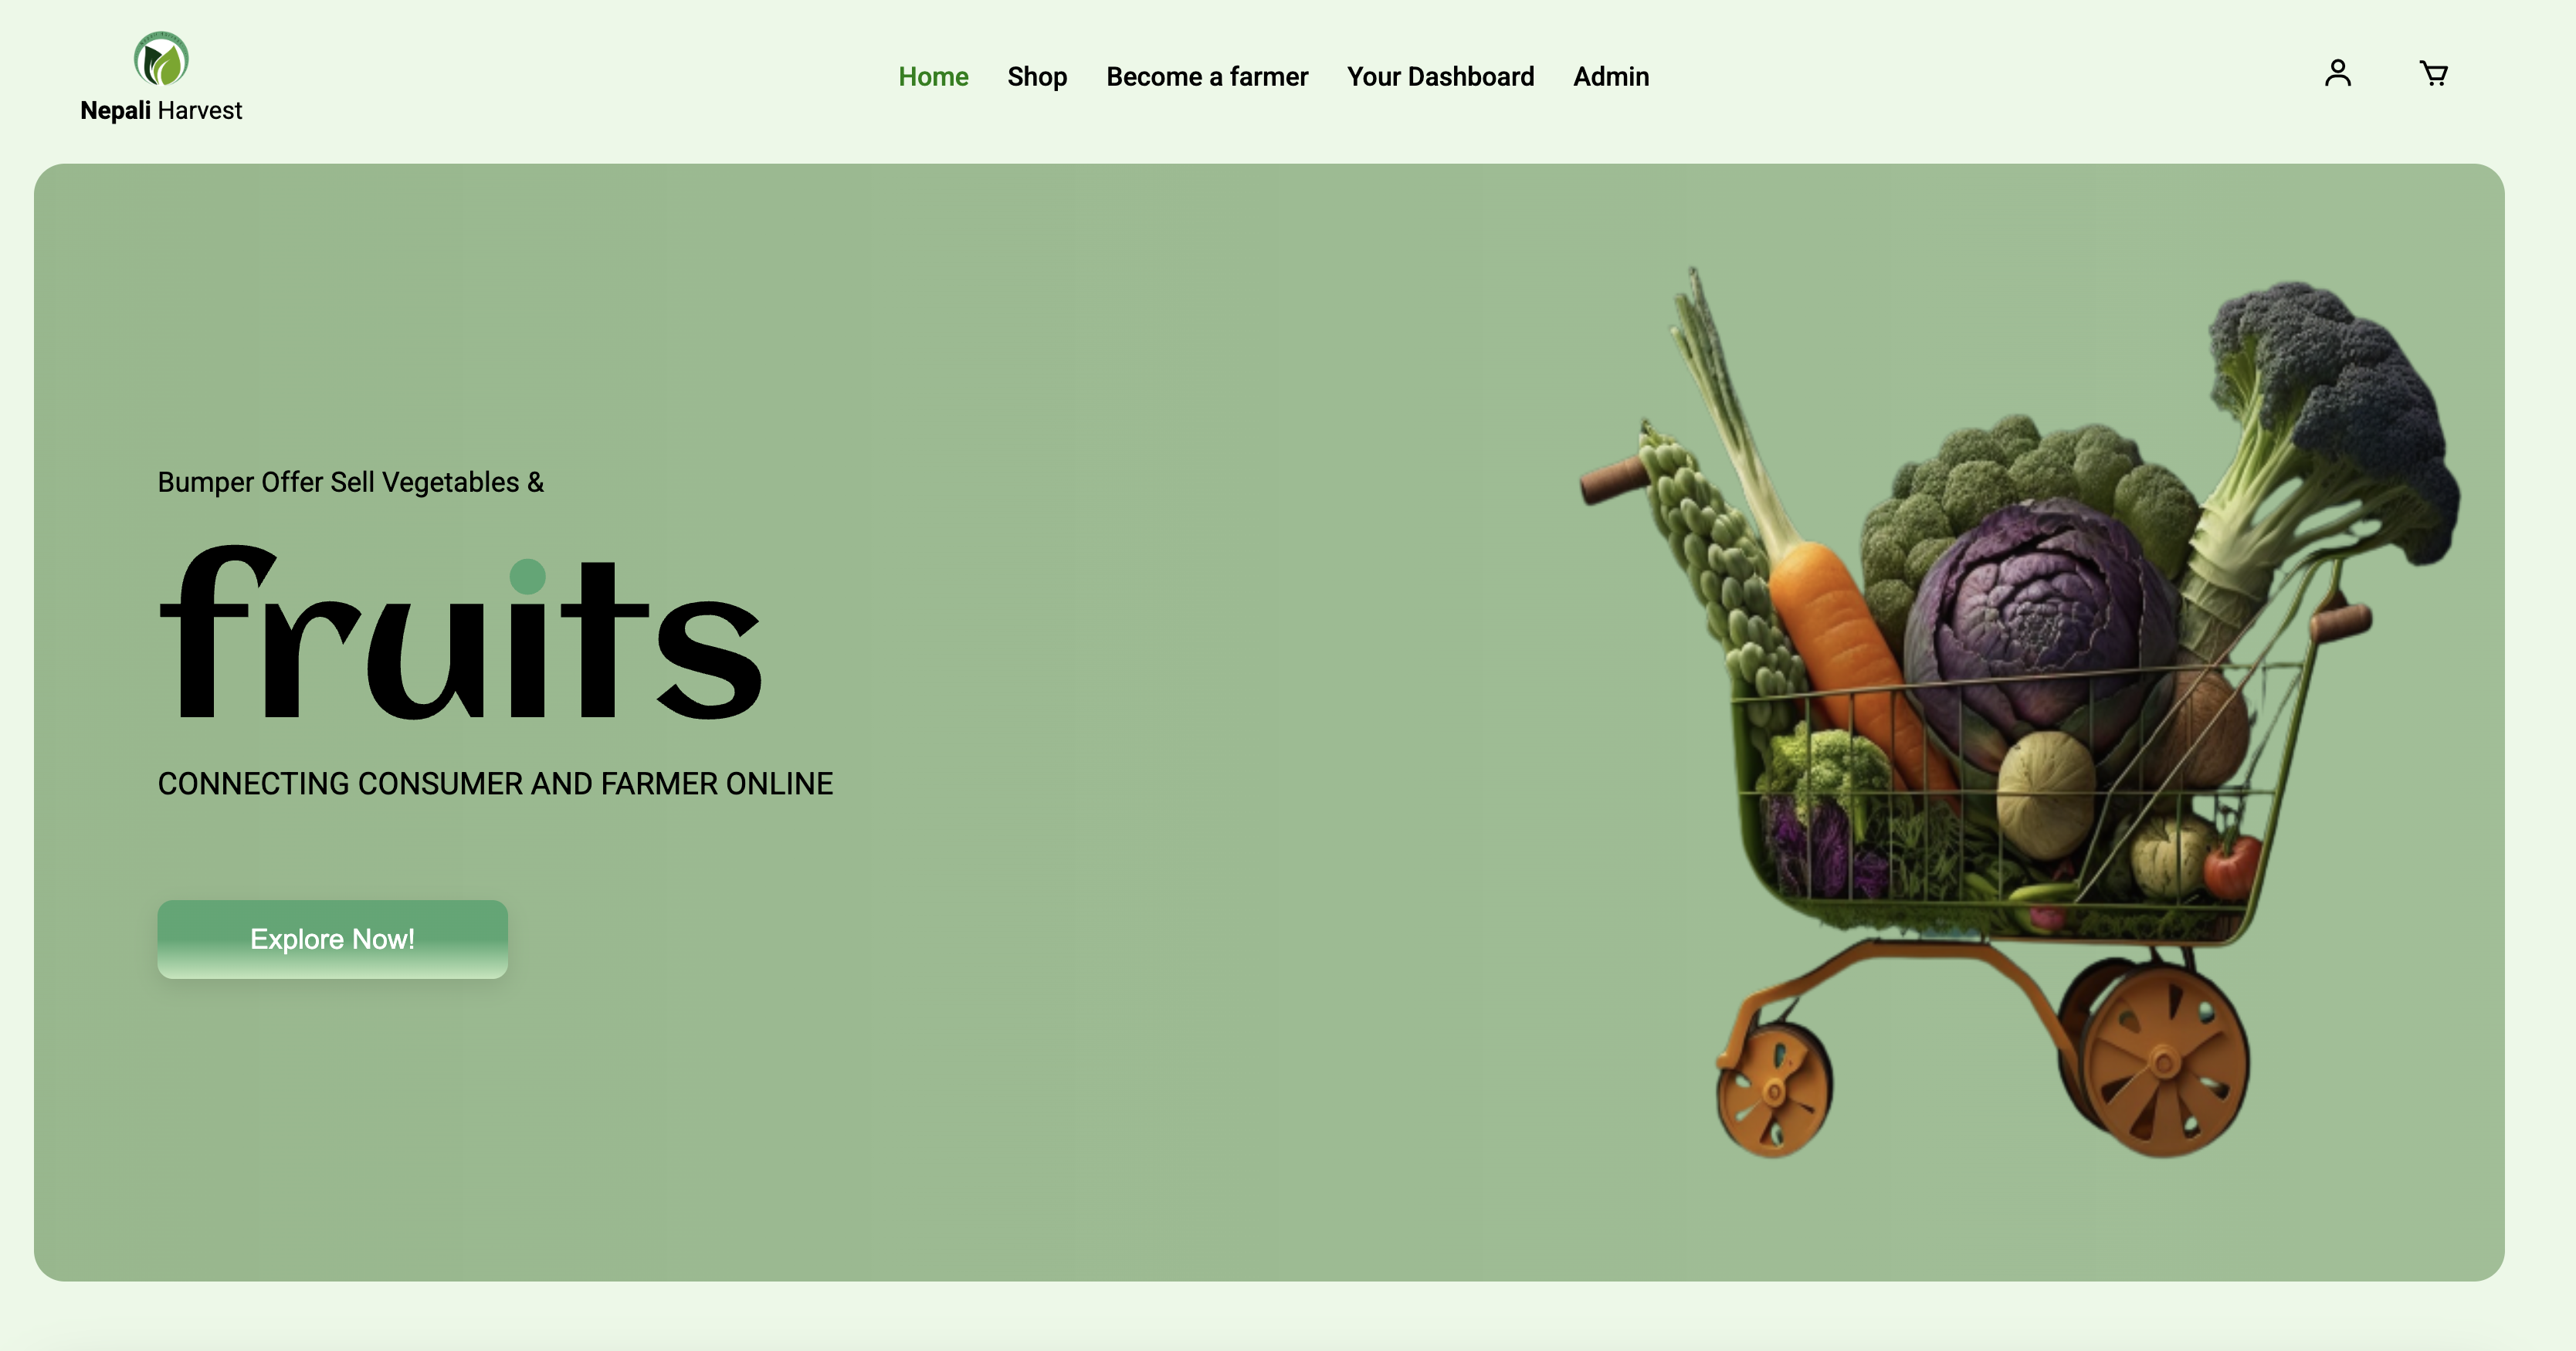 Nepali Harvest
Home Shop Become a farmer Your Dashboard Admin
Bumper Offer Sell Vegetables &
fruits
CONNECTING CONSUMER AND FARMER ONLINE
Explore Now!